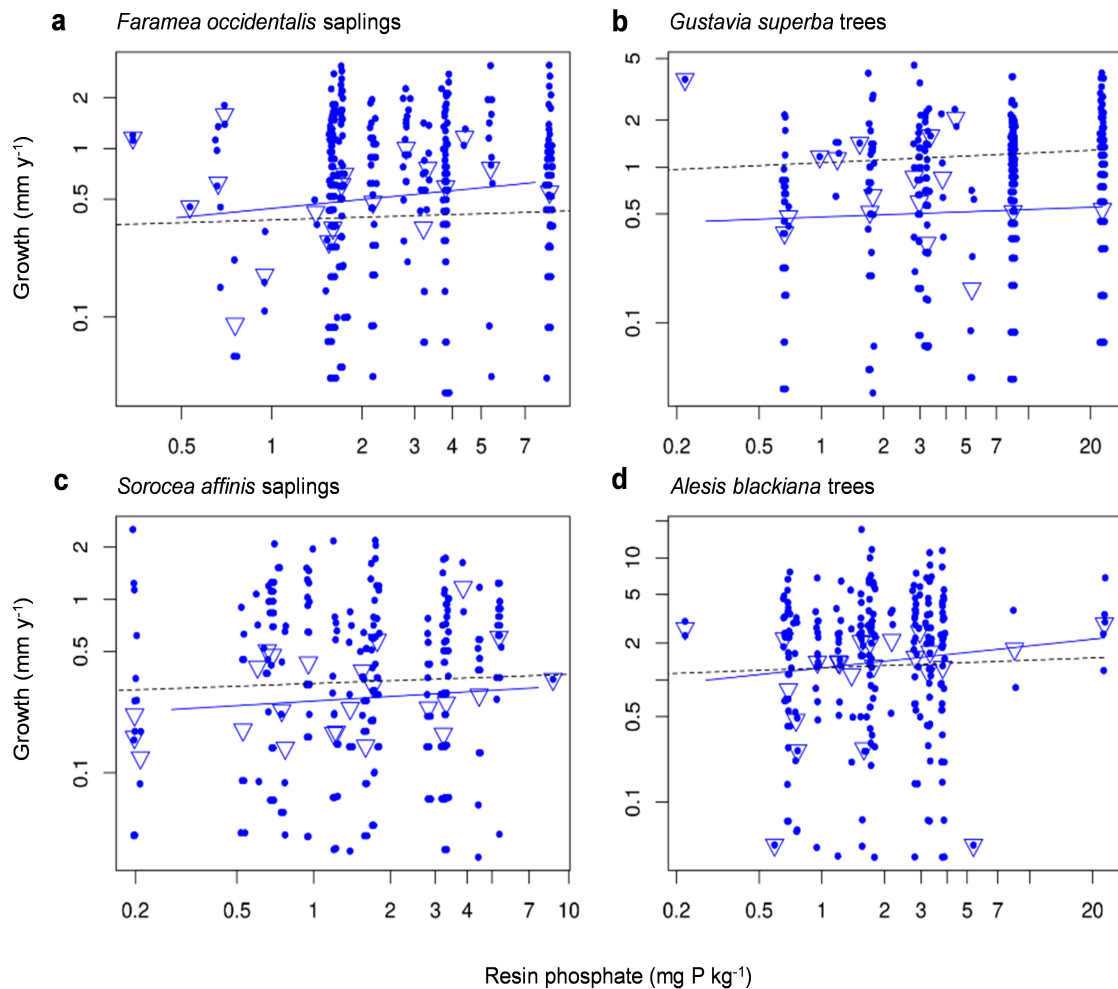 a Faramea occidentalis saplings
b Gustavia superba trees
Growth (mm y-1)
2
1
0.5
0.1
0.5 1 2 3 4 5 7
5
2
1
0.5
0.1
0.2 0.5 1 2 3 5 7 20
c Sorocea affinis saplings
d Alesis blackiana trees
Growth (mm y-1)
2
1
0.5
0.1
0.2 0.5 1 2 3 4 7 10
10
5
2
0.5
0.1
0.2 0.5 1 2 3 5 7 20
Resin phosphate (mg P kg-1)